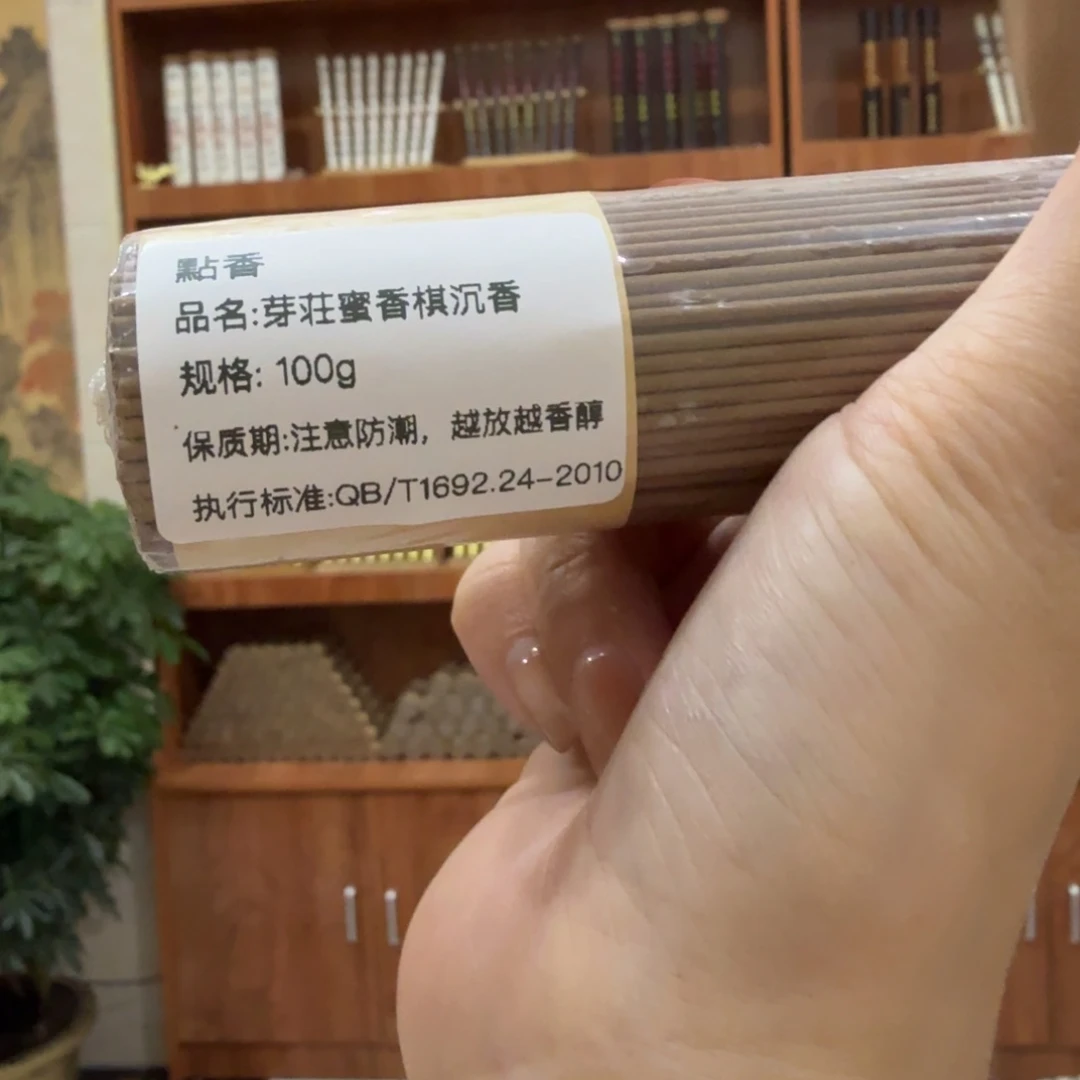 點香
品名:芽荘蜜香棋沉香
规格: 100g
保质期:注意防潮，越放越香醇
执行标准:QB/T1692.24-2010